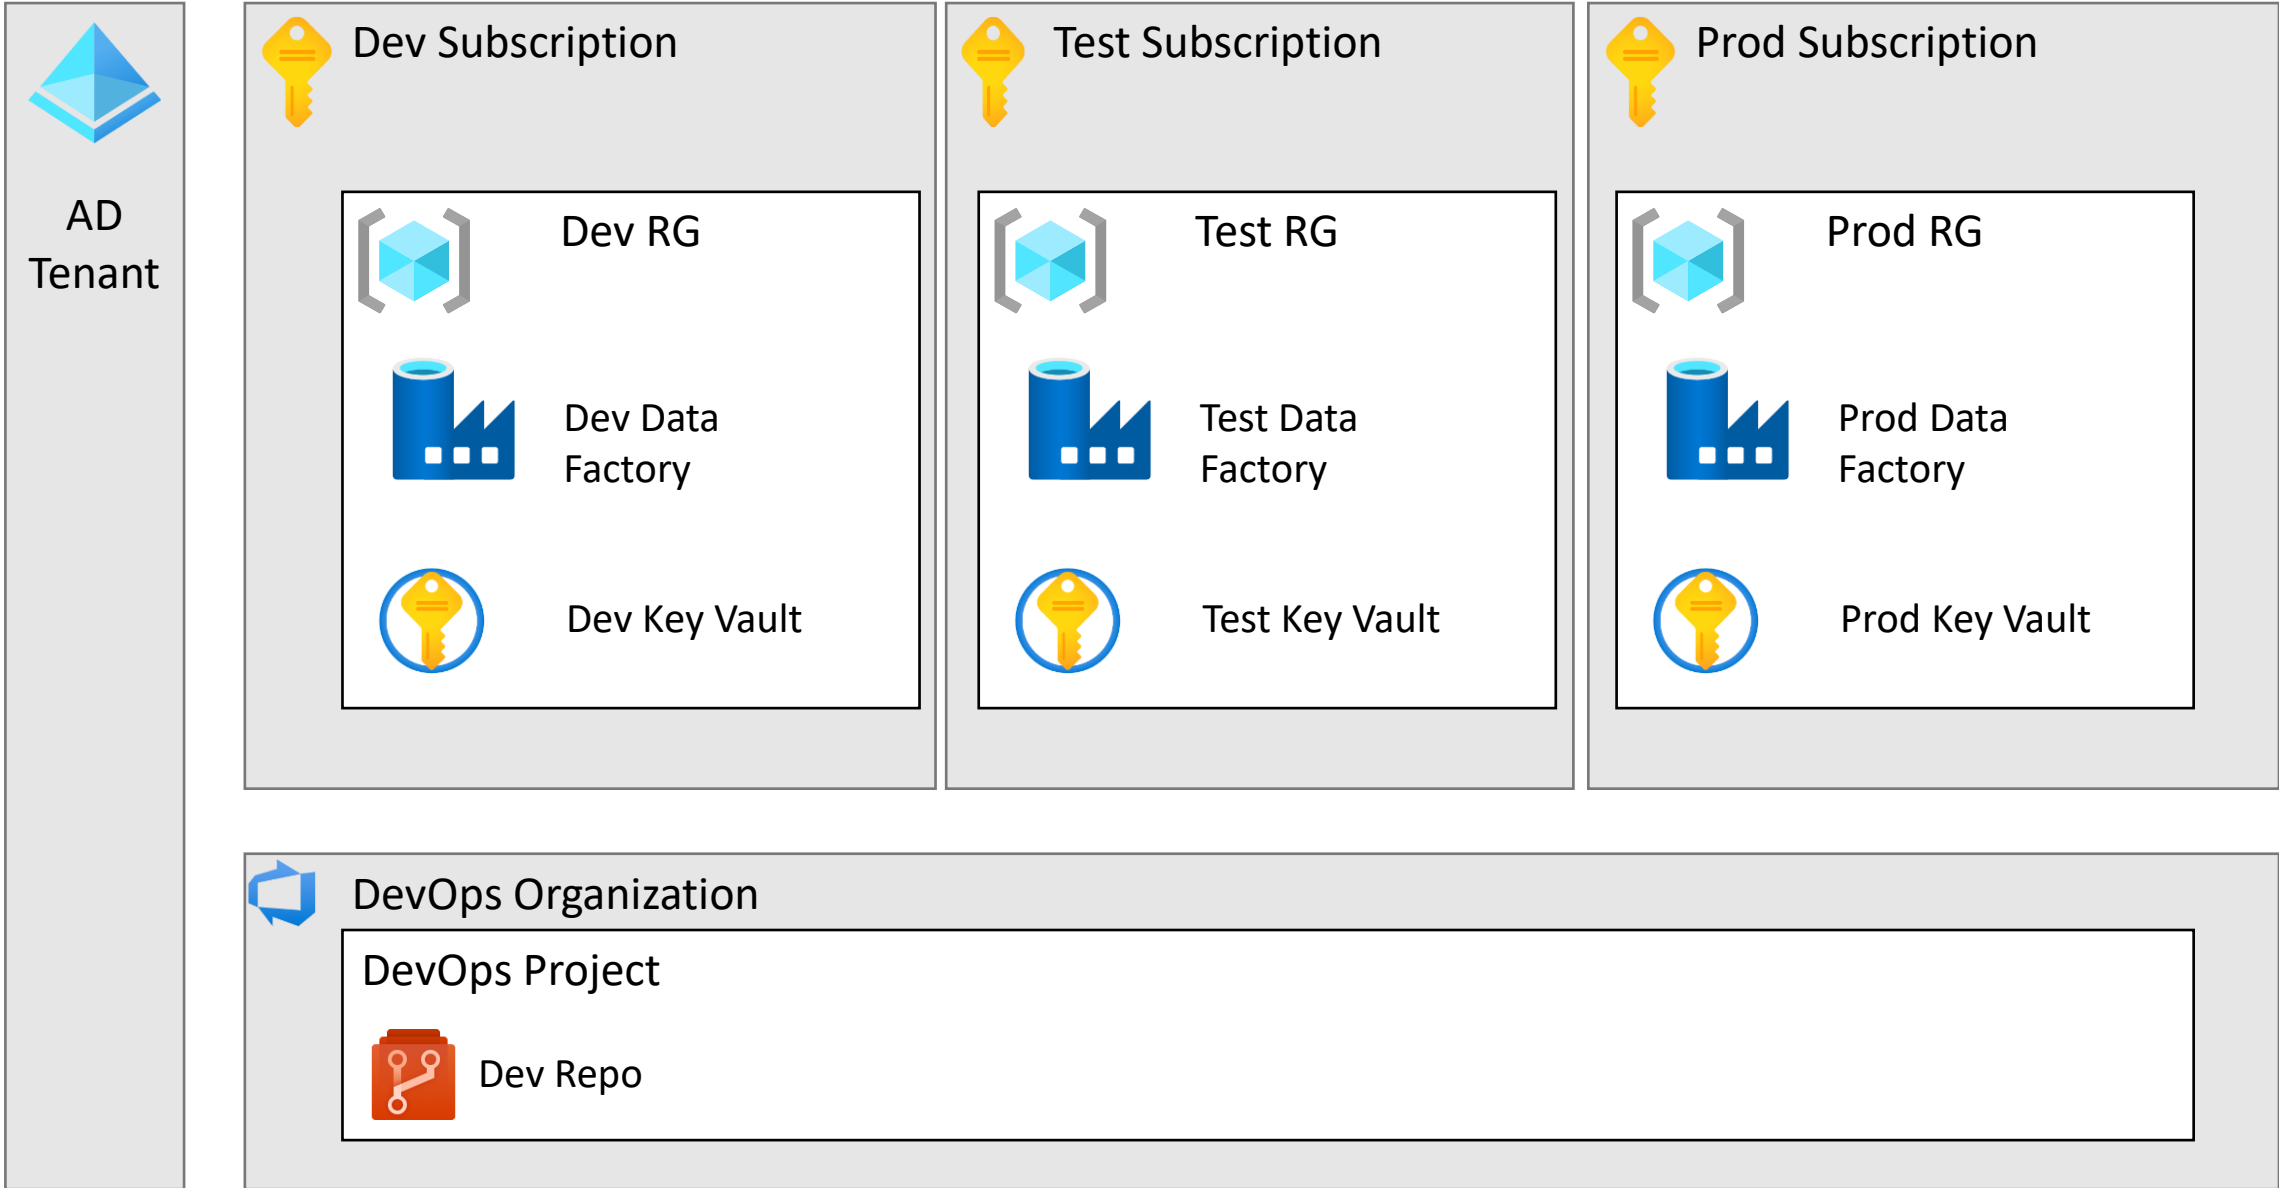 AD
Tenant
Dev Subscription
Dev RG
Dev Data
Factory
Dev Key Vault
Test Subscription
Test RG
Test Data
Factory
Test Key Vault
Prod Subscription
Prod RG
Prod Data
Factory
Prod Key Vault
DevOps Organization
DevOps Project
Dev Repo